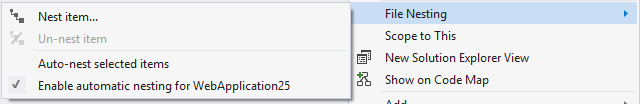 Nest item...
Un-nest item
Auto-nest selected items
Enable automatic nesting for WebApplication25
File Nesting
Scope to This
New Solution Explorer View
Show on Code Map
Add